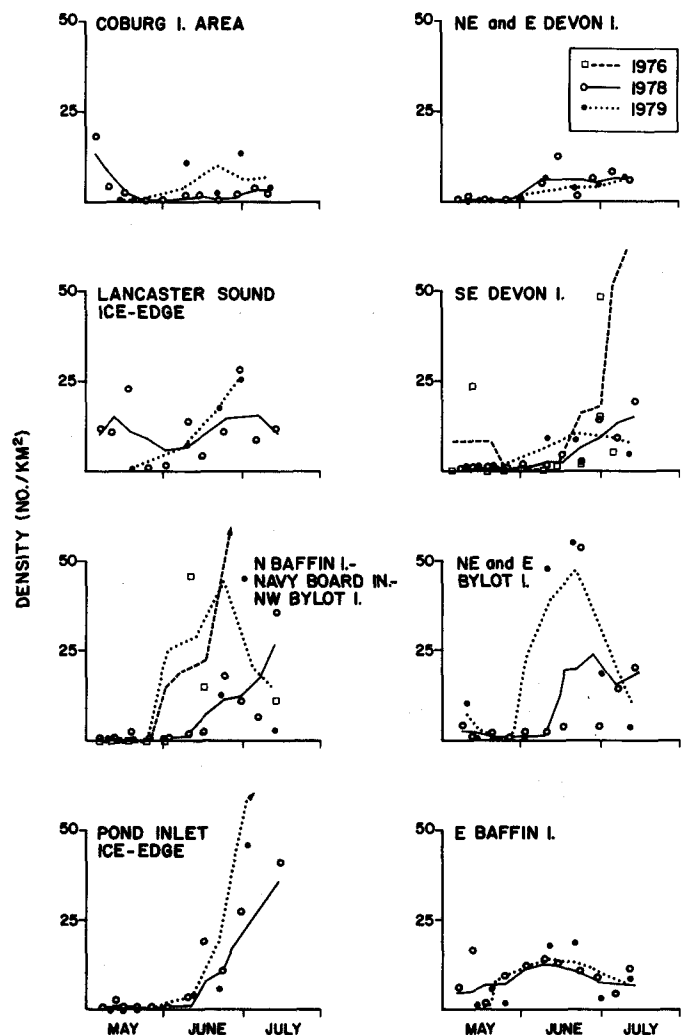 50
25
COBURG I. AREA
50
25
NE and E DEVON I.
1976
1978
1979
50
25
LANCASTER SOUND
ICE-EDGE
50
25
SE DEVON I.
DENSITY (NO./KM²)
50
25
N BAFFIN I.-
NAVY BOARD IN.-
NW BYLOT I.
50
25
NE and E
BYLOT I.
50
25
POND INLET
ICE-EDGE
50
25
E BAFFIN I.
MAY JUNE JULY
MAY JUNE JULY